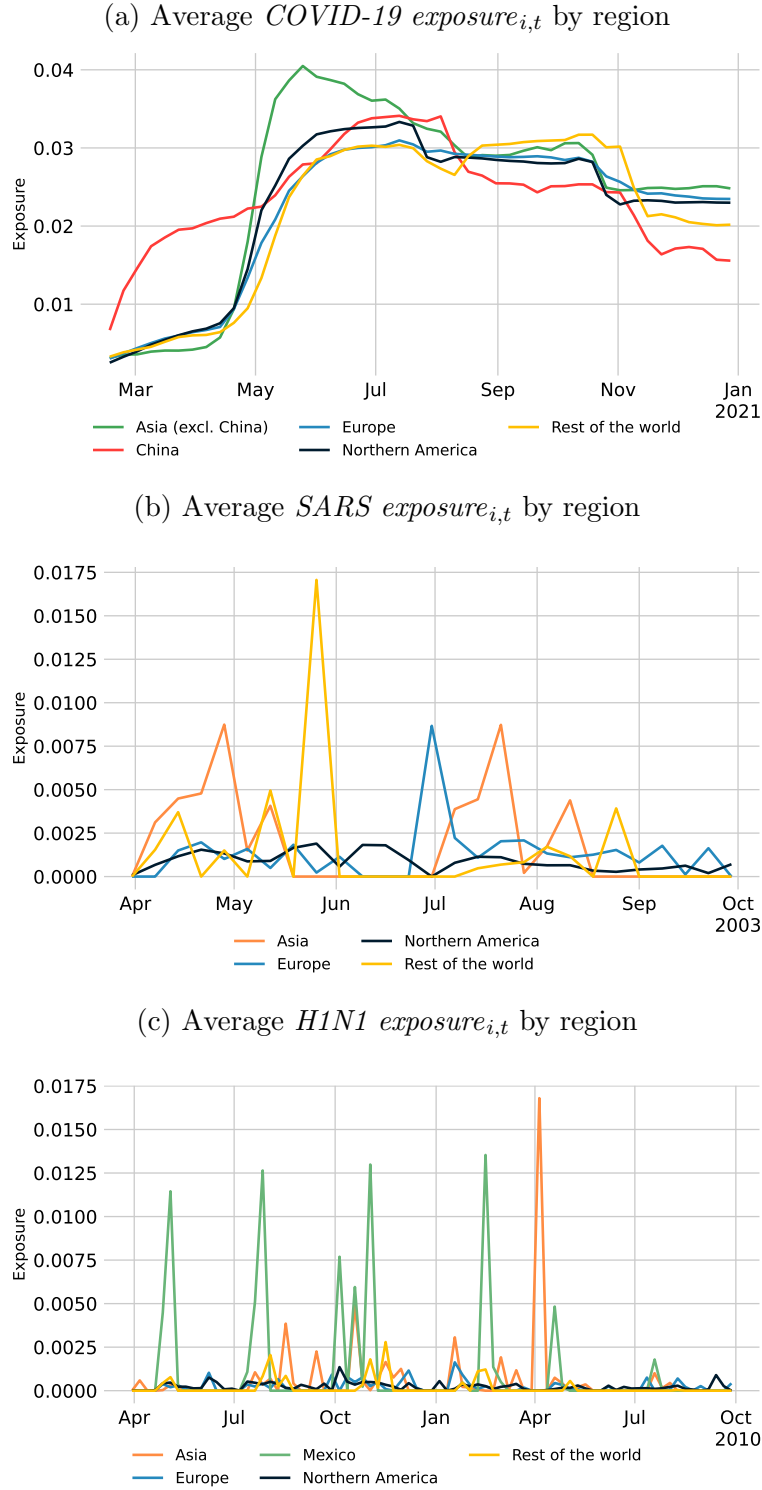 (a) Average COVID-19 exposure_{i,t} by region
0.04
0.03
0.02
0.01
Exposure
Mar May Jul Sep Nov Jan
2021
Asia (excl. China) Europe Rest of the world
China Northern America
(b) Average SARS exposure_{i,t} by region
0.0175
0.0150
0.0125
0.0100
0.0075
0.0050
0.0025
0.0000
Exposure
Apr May Jun Jul Aug Sep Oct
2003
Asia Northern America
Europe Rest of the world
(c) Average H1N1 exposure_{i,t} by region
0.0175
0.0150
0.0125
0.0100
0.0075
0.0050
0.0025
0.0000
Exposure
Apr Jul Oct Jan Apr Jul Oct
2010
Asia Mexico Rest of the world
Europe Northern America